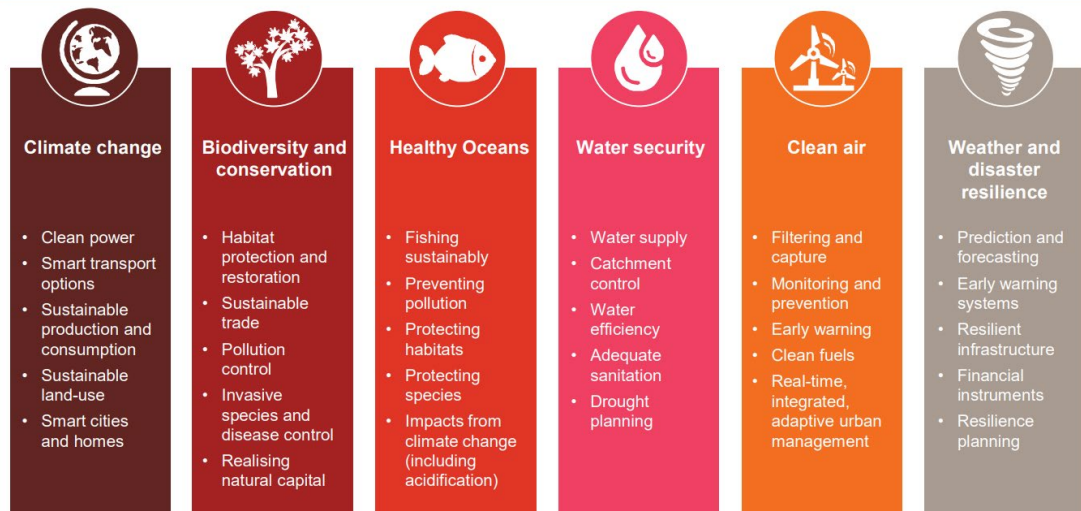 Climate change
• Clean power
• Smart transport
options
• Sustainable
production and
consumption
• Sustainable
land-use
• Smart cities
and homes
Biodiversity and
conservation
• Habitat
protection and
restoration
• Sustainable
trade
• Pollution
control
• Invasive
species and
disease control
• Realising
natural capital
Healthy Oceans
• Fishing
sustainably
• Preventing
pollution
• Protecting
habitats
• Protecting
species
• Impacts from
climate change
(including
acidification)
Water security
• Water supply
• Catchment
control
• Water
efficiency
• Adequate
sanitation
• Drought
planning
Clean air
• Filtering and
capture
• Monitoring and
prevention
• Early warning
• Clean fuels
• Real-time,
integrated,
adaptive urban
management
Weather and
disaster
resilience
• Prediction and
forecasting
• Early warning
systems
• Resilient
infrastructure
• Financial
instruments
• Resilience
planning